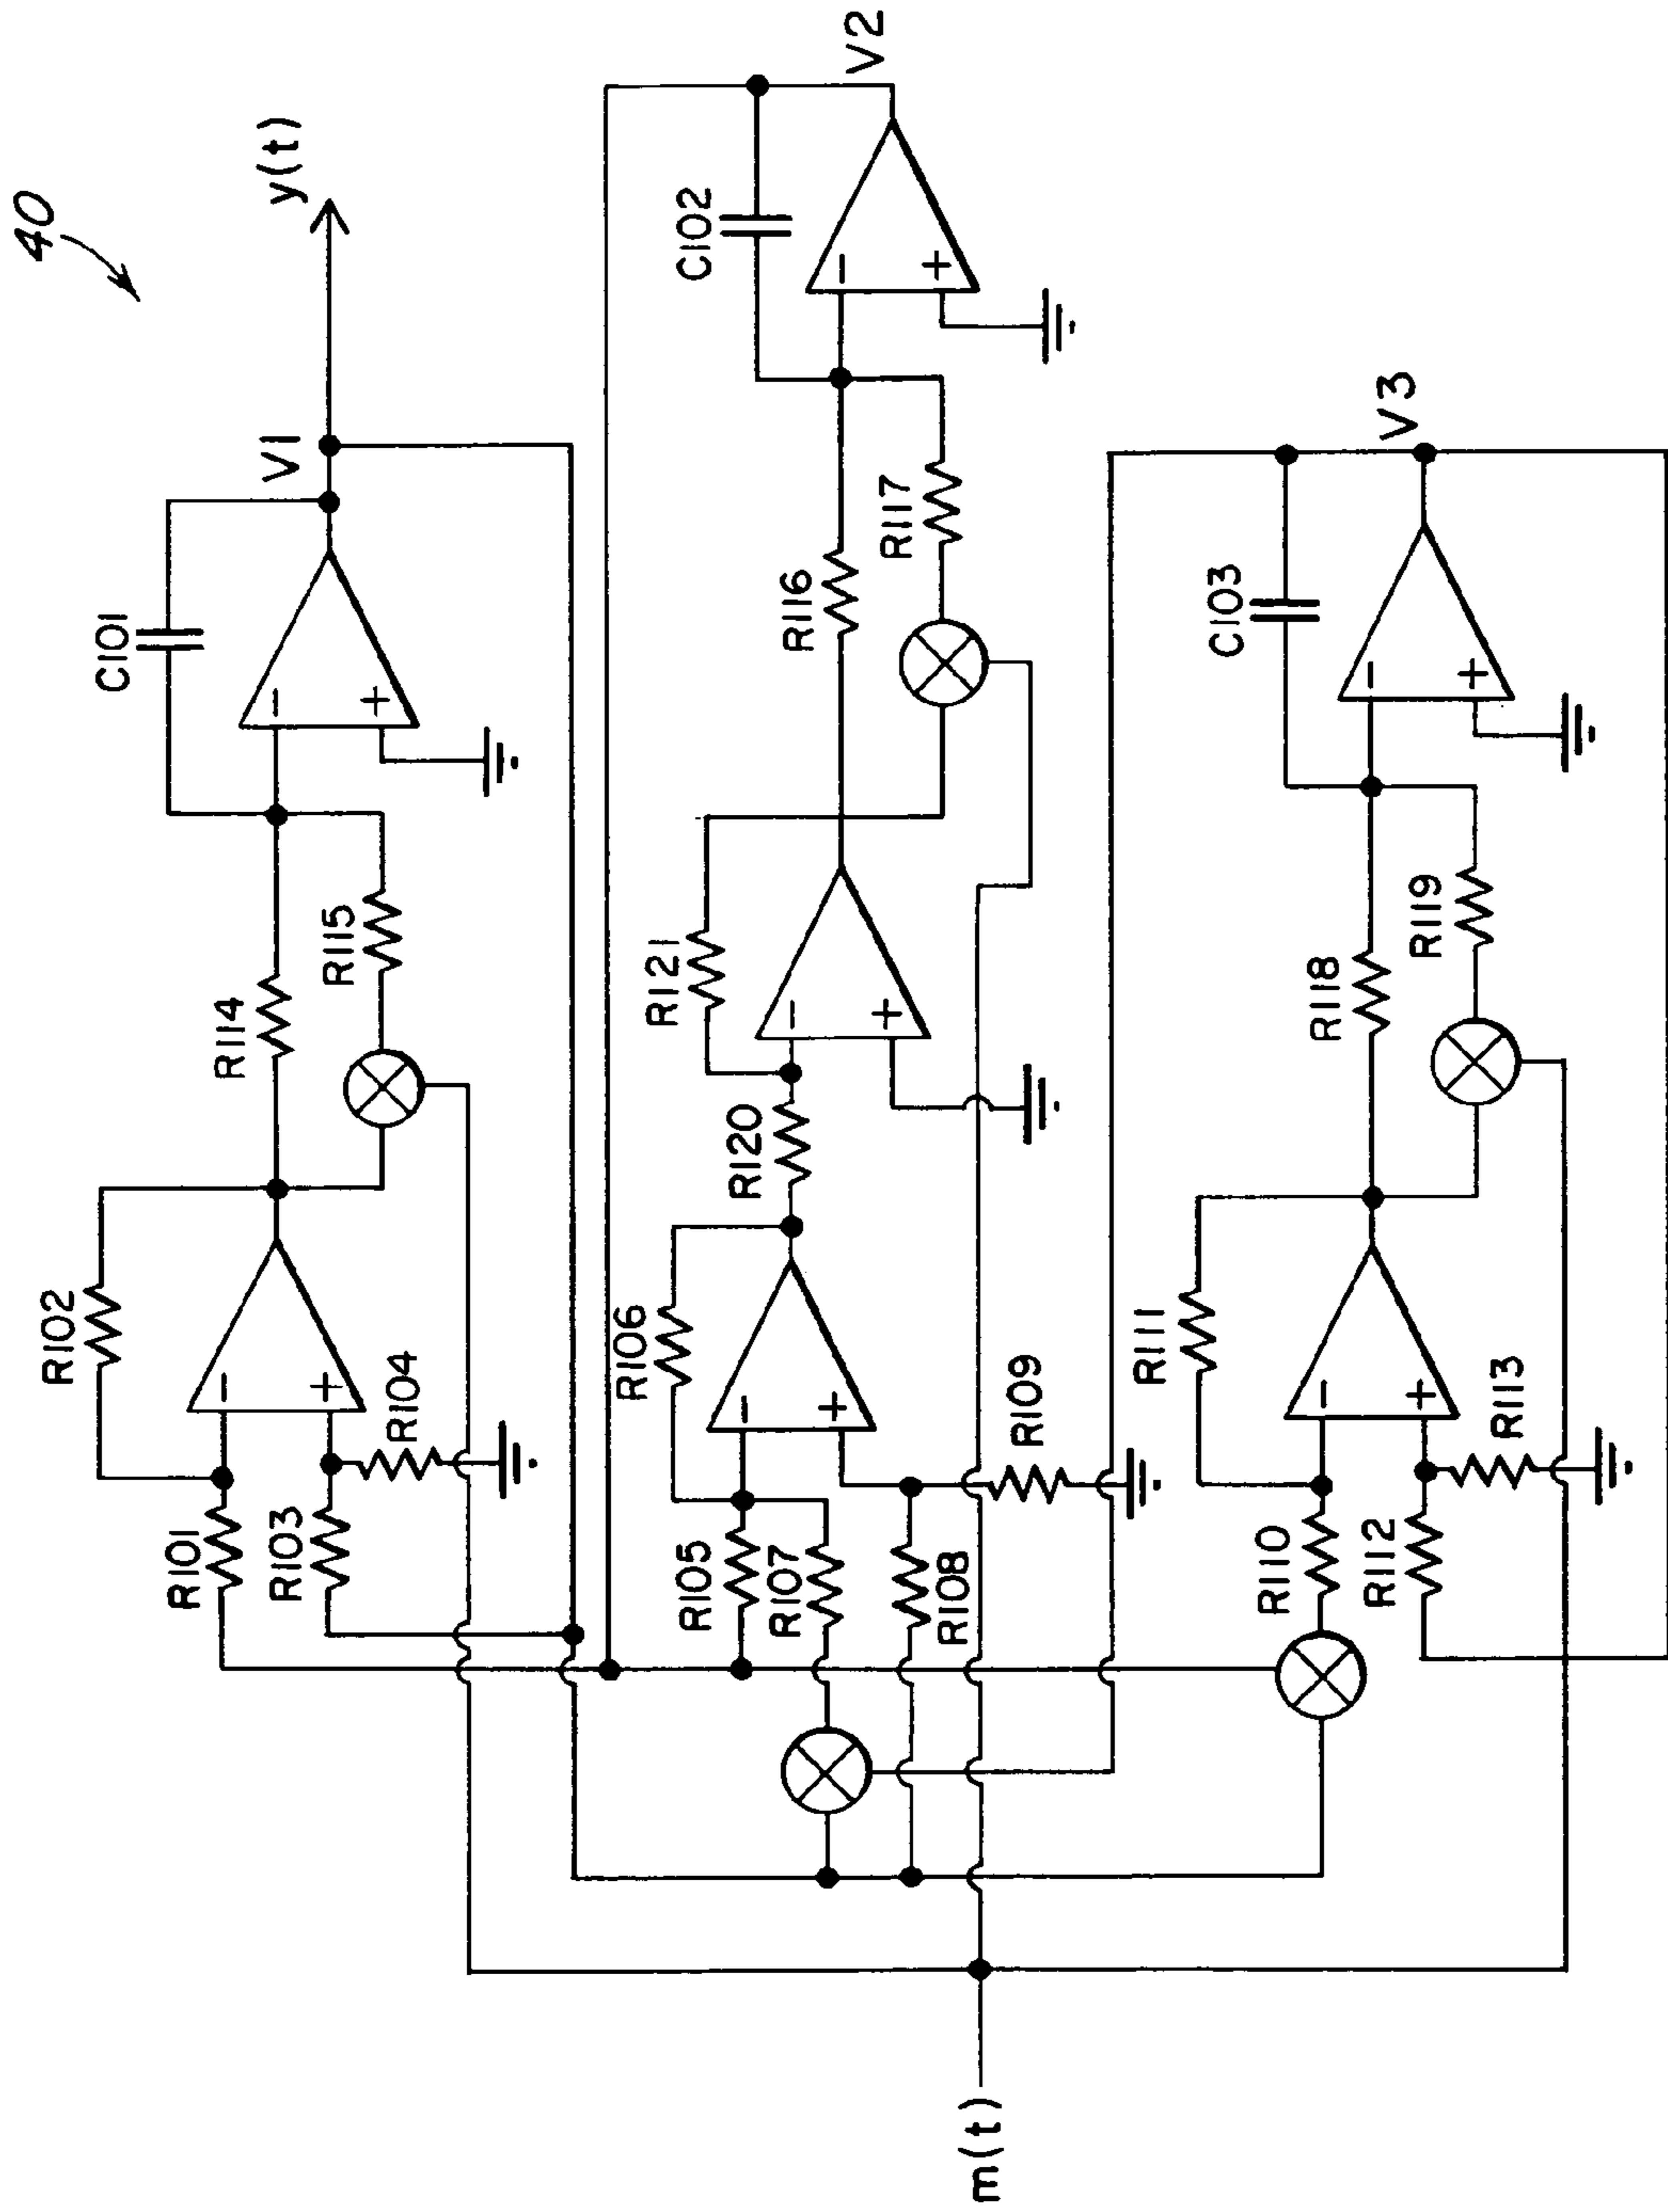 40
y(t)
V1
C101
R102
R114
R115
R101
R103
R104
V2
C102
R116
R117
R121
R120
R106
R105
R107
R108
R109
V3
C103
R118
R119
R111
R110
R112
R113
m(t)
- + - + - + - + - + - + - +